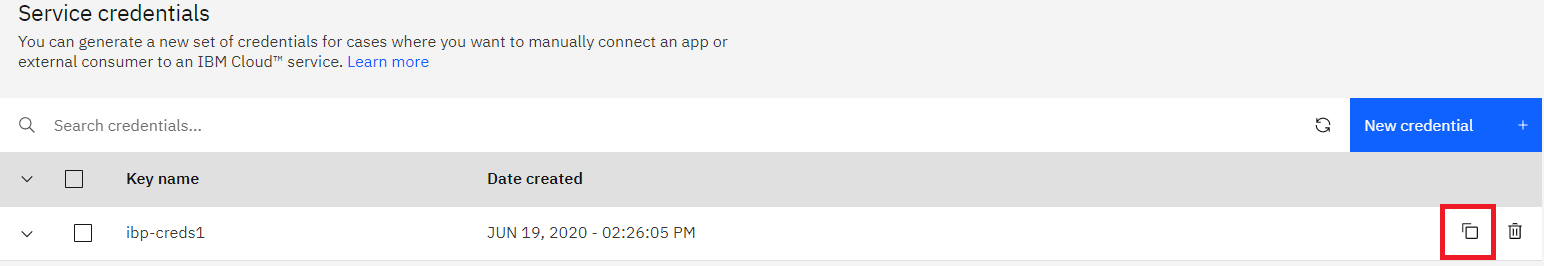 Service credentials
You can generate a new set of credentials for cases where you want to manually connect an app or
external consumer to an IBM Cloud™ service. Learn more
Search credentials... New credential +
Key name Date created
ibp-creds1 JUN 19, 2020 - 02:26:05 PM